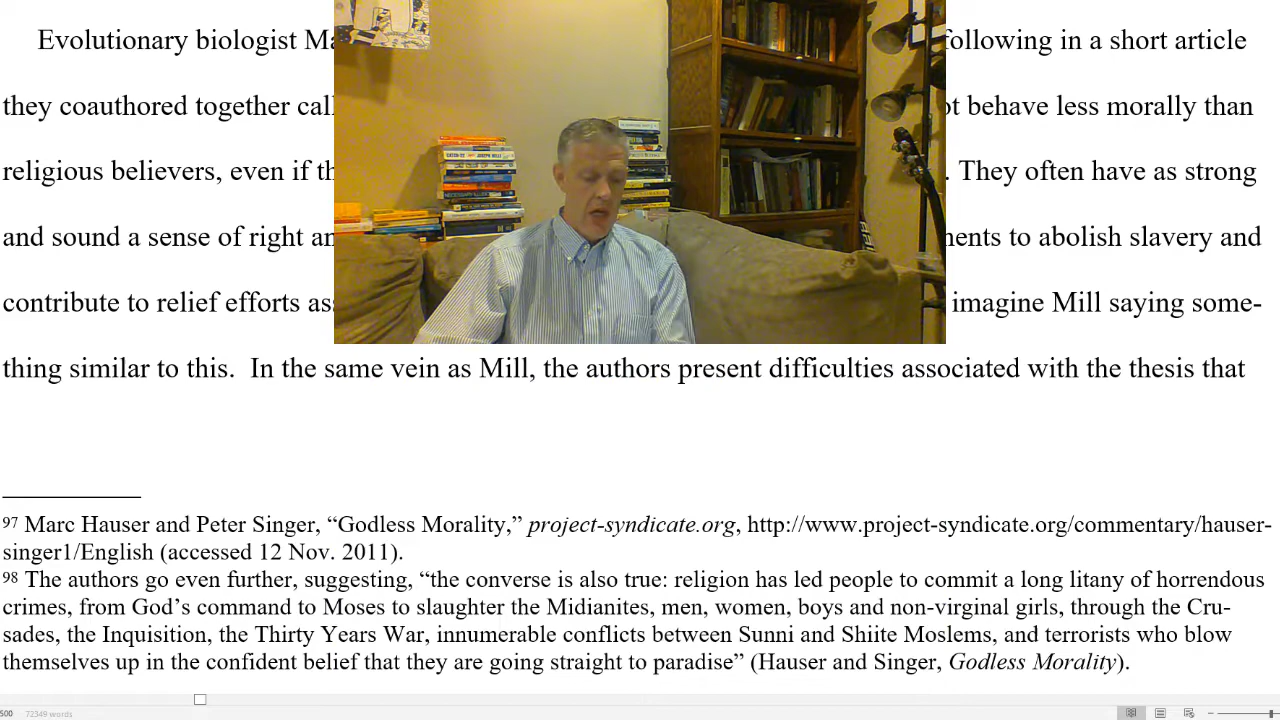 Evolutionary biologist Ma following in a short article
they coauthored together call ot behave less morally than
religious believers, even if th . They often have as strong
and sound a sense of right an nents to abolish slavery and
contribute to relief efforts ass imagine Mill saying some-
thing similar to this. In the same vein as Mill, the authors present difficulties associated with the thesis that
97 Marc Hauser and Peter Singer, “Godless Morality,” project-syndicate.org, http://www.project-syndicate.org/commentary/hauser-
singer1/English (accessed 12 Nov. 2011).
98 The authors go even further, suggesting, “the converse is also true: religion has led people to commit a long litany of horrendous
crimes, from God’s command to Moses to slaughter the Midianites, men, women, boys and non-virginal girls, through the Cru-
sades, the Inquisition, the Thirty Years War, innumerable conflicts between Sunni and Shiite Moslems, and terrorists who blow
themselves up in the confident belief that they are going straight to paradise” (Hauser and Singer, Godless Morality).
500 72349 words